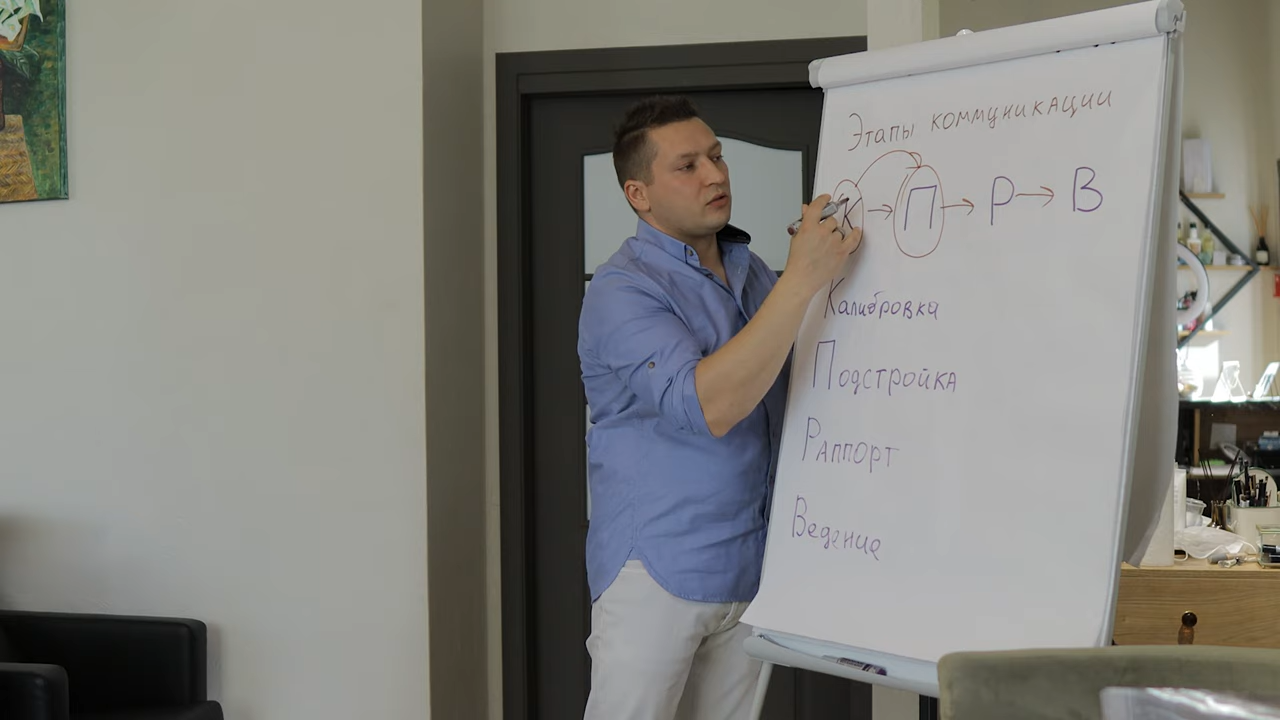 Этапы коммуникации
К → П → Р → В
Калибровка
Подстройка
Раппорт
Ведение